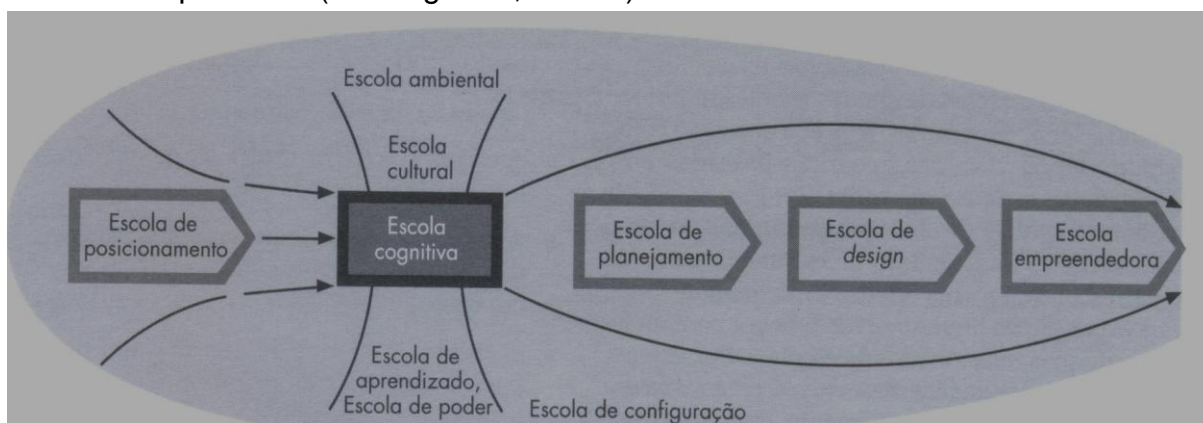 Escola ambiental
Escola
cultural
Escola de
posicionamento
Escola
cognitiva
Escola de
planejamento
Escola de
design
Escola
empreendedora
Escola de
aprendizado,
Escola de poder
Escola de configuração